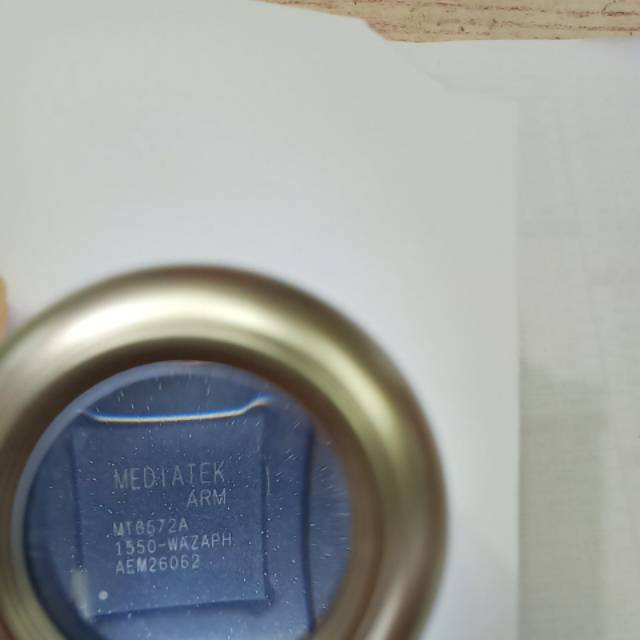 MEDIATEK
ARM
MT6572A
1550-WAZAPH
AEM26062